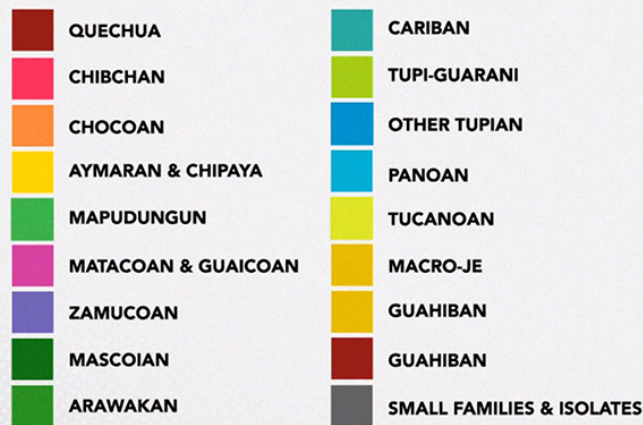 QUECHUA
CHIBCHAN
CHOCOAN
AYMARAN & CHIPAYA
MAPUDUNGUN
MATACOAN & GUAICOAN
ZAMUCOAN
MASCOIAN
ARAWAKAN
CARIBAN
TUPI-GUARANI
OTHER TUPIAN
PANOAN
TUCANOAN
MACRO-JE
GUAHIBAN
GUAHIBAN
SMALL FAMILIES & ISOLATES